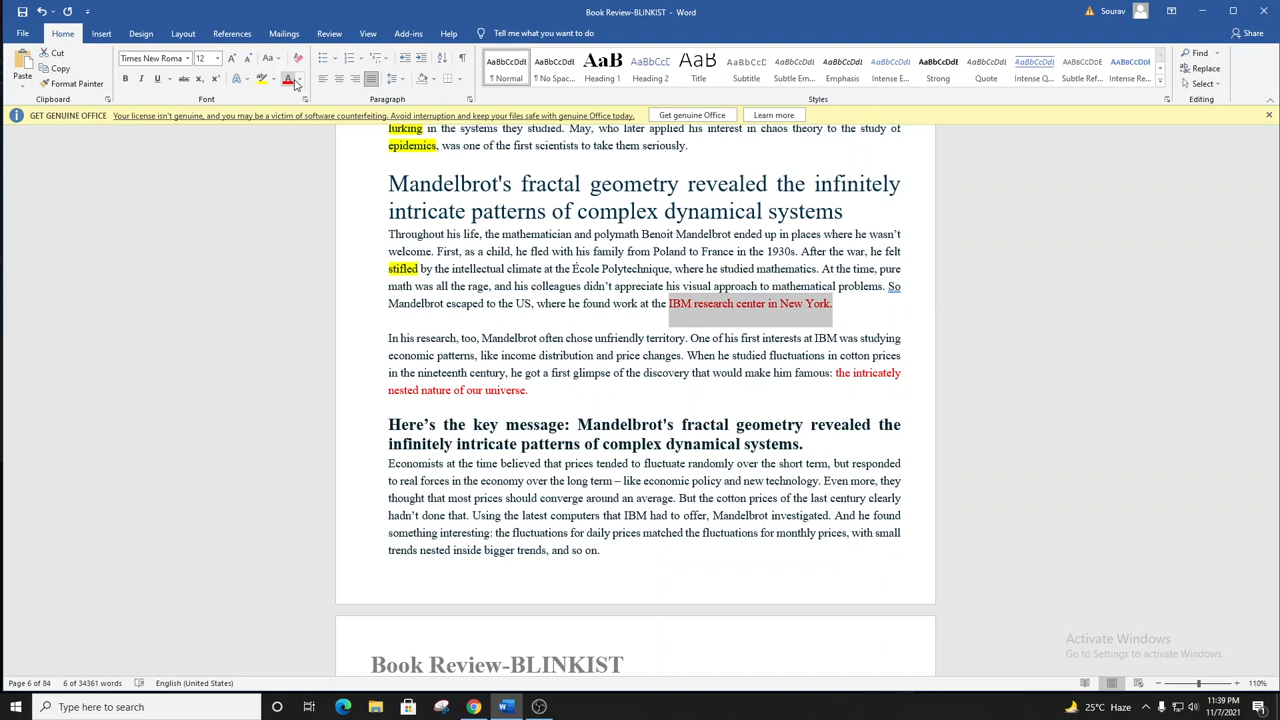 Book Review-BLINKIST - Word
Sourav
File Home Insert Design Layout References Mailings Review View Add-ins Help Tell me what you want to do Share
Paste Cut Copy Format Painter
Times New Roma 12 Aa
B I U abc x₂ x² A A
AaBbCcDd AaBbCcDd AaB AaBbCc AaB AaBbCcD AaBbCcDd AaBbCcDd AaBbCcDd AaBbCcDd AaBbCcDd AaBbCcDd AaBbCcDd AABBCCDD AABBCCDD
¶ Normal ¶ No Spac... Heading 1 Heading 2 Title Subtitle Subtle Em... Emphasis Intense E... Strong Quote Intense Q... Subtle Ref... Intense Re...
Find
Replace
Select
Clipboard Font Paragraph Styles Editing
GET GENUINE OFFICE Your license isn't genuine, and you may be a victim of software counterfeiting. Avoid interruption and keep your files safe with genuine Office today. Get genuine Office Learn more
lurking in the systems they studied. May, who later applied his interest in chaos theory to the study of
epidemics, was one of the first scientists to take them seriously.
Mandelbrot's fractal geometry revealed the infinitely
intricate patterns of complex dynamical systems
Throughout his life, the mathematician and polymath Benoit Mandelbrot ended up in places where he wasn't
welcome. First, as a child, he fled with his family from Poland to France in the 1930s. After the war, he felt
stifled by the intellectual climate at the École Polytechnique, where he studied mathematics. At the time, pure
math was all the rage, and his colleagues didn't appreciate his visual approach to mathematical problems. So
Mandelbrot escaped to the US, where he found work at the IBM research center in New York.
In his research, too, Mandelbrot often chose unfriendly territory. One of his first interests at IBM was studying
economic patterns, like income distribution and price changes. When he studied fluctuations in cotton prices
in the nineteenth century, he got a first glimpse of the discovery that would make him famous: the intricately
nested nature of our universe.
Here's the key message: Mandelbrot's fractal geometry revealed the
infinitely intricate patterns of complex dynamical systems.
Economists at the time believed that prices tended to fluctuate randomly over the short term, but responded
to real forces in the economy over the long term – like economic policy and new technology. Even more, they
thought that most prices should converge around an average. But the cotton prices of the last century clearly
hadn't done that. Using the latest computers that IBM had to offer, Mandelbrot investigated. And he found
something interesting: the fluctuations for daily prices matched the fluctuations for monthly prices, with small
trends nested inside bigger trends, and so on.
Book Review-BLINKIST
Activate Windows
Go to Settings to activate Windows.
Page 6 of 84 6 of 34361 words English (United States) 110%
Type here to search
25°C Haze
11:39 PM
11/7/2021